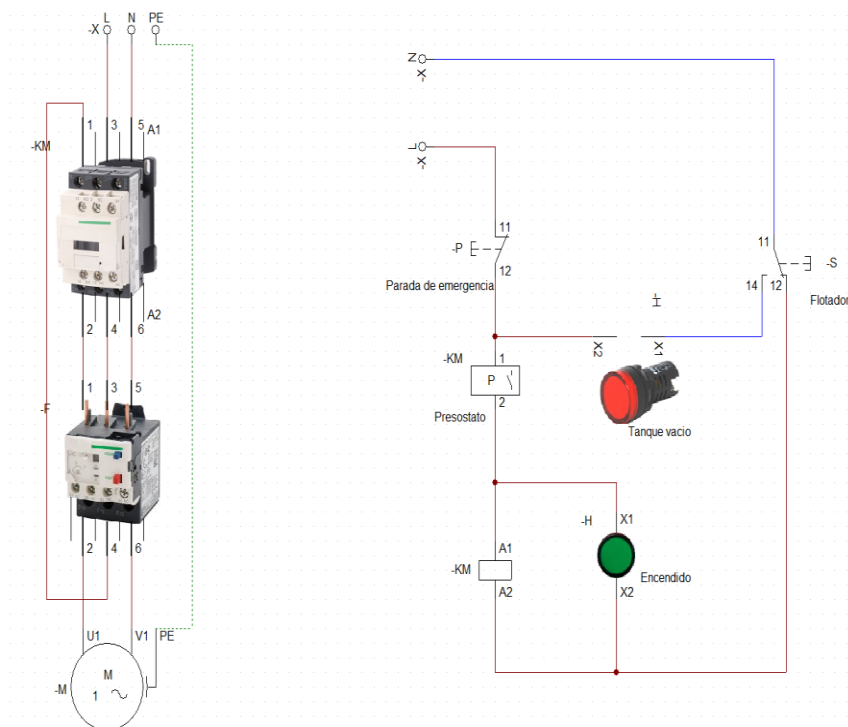 L N PE
-X
1 3 5 A1
-KM
A2
2 4 6
1 3 5
-F
2 4 6
U1 V1 PE
M
-M
1
N
-X
L
-X
11
-P
12
Parada de emergencia
-KM
1
P
2
Presostato
X2 X1
-H
Tanque vacio
11
-S
14 12
Flotador
-H
X1
Encendido
X2
A1
-KM
A2